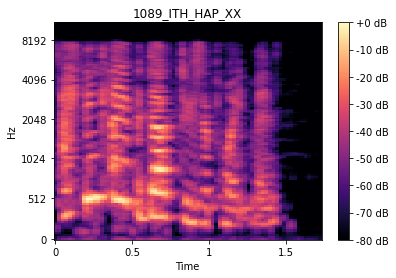 1089_ITH_HAP_XX
8192
4096
2048
1024
512
0
Hz
0
0.5
1
1.5
Time
+0 dB
-10 dB
-20 dB
-30 dB
-40 dB
-50 dB
-60 dB
-70 dB
-80 dB